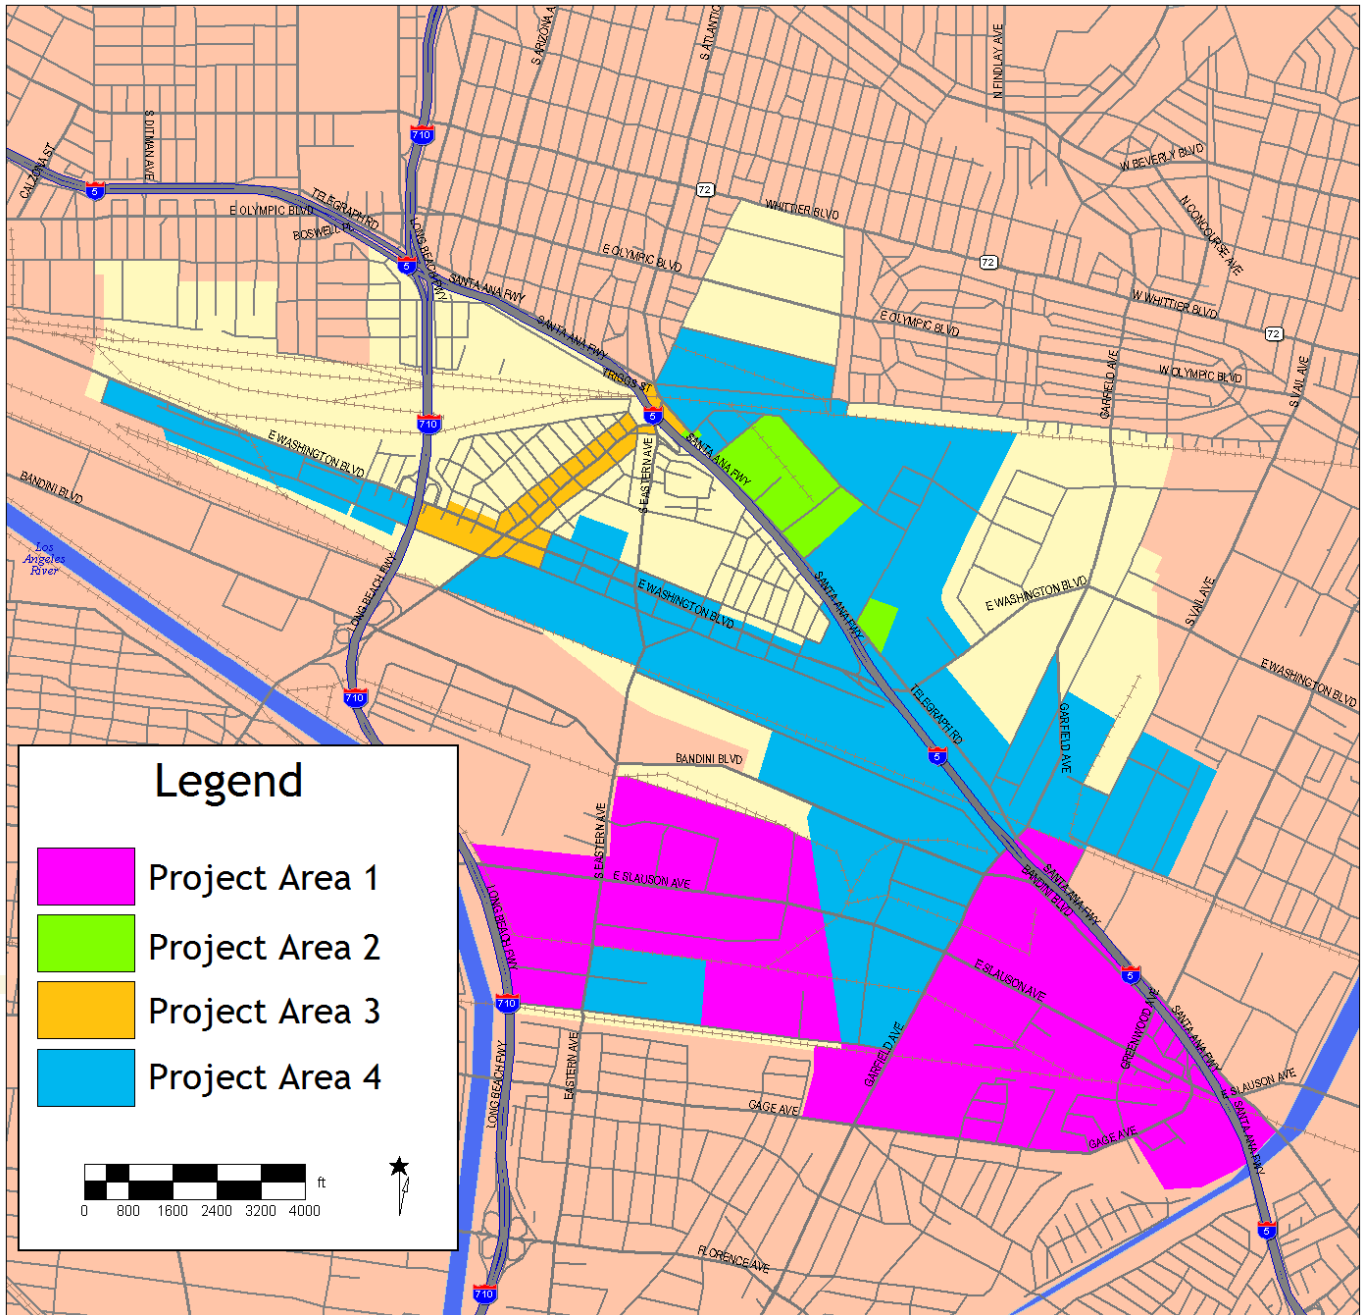 S ARIZONA A
S ATLANTIC
N FINDLAY AVE
S DITMAN AVE
CALZONA ST
710
W BEVERLY BLVD
5
72
TELEGRAPH RD
E OLYMPIC BLVD
WHITTIER BLVD
N CONCOURSE AVE
BOSWELL PL
LONG BEACH FWY
E OLYMPIC BLVD
72
5
SANTA ANA FWY
W WHITTIER BLVD
SANTA ANA FWY
E OLYMPIC BLVD
72
TRIGGS ST
GARFIELD AVE
W OLYMPIC BLVD
S VAIL AVE
5
710
E WASHINGTON BLVD
SANTA ANA FWY
S EASTERN AVE
BANDINI BLVD
Los
Angeles
River
LONG BEACH FWY
E WASHINGTON BLVD
SANTA ANA FWY
E WASHINGTON BLVD
S VAIL AVE
E WASHINGTON BLVD
710
TELEGRAPH RD
GARFIELD AVE
5
BANDINI BLVD
Legend
Project Area 1
Project Area 2
Project Area 3
Project Area 4
0 800 1600 2400 3200 4000
ft
S EASTERN AVE
E SLAUSON AVE
SANTA ANA FWY
BANDINI BLVD
LONG BEACH FWY
E SLAUSON AVE
5
710
GREENWOOD AVE
SANTA ANA FWY
GARFIELD AVE
EASTERN AVE
LONG BEACH FWY
E SLAUSON AVE
GAGE AVE
GAGE AVE
SANTA ANA FWY
FLORENCE AVE
5
710